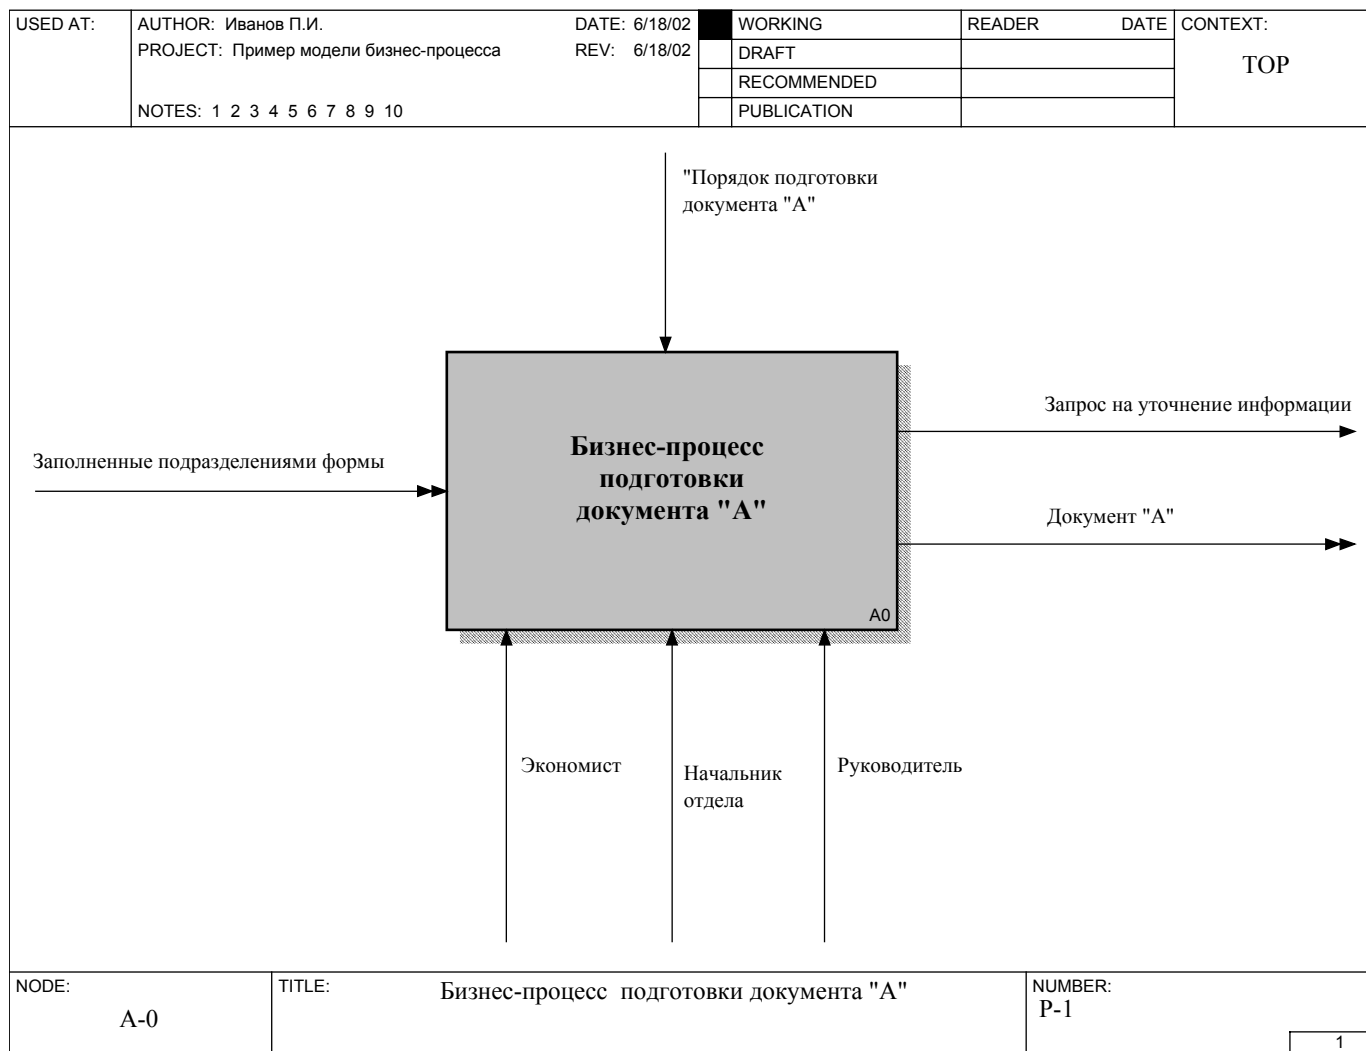 USED AT:
AUTHOR: Иванов П.И.
DATE: 6/18/02
PROJECT: Пример модели бизнес-процесса
REV: 6/18/02
NOTES: 1 2 3 4 5 6 7 8 9 10
WORKING
DRAFT
RECOMMENDED
PUBLICATION
READER
DATE
CONTEXT:
TOP
"Порядок подготовки
документа "А"
Заполненные подразделениями формы
Бизнес-процесс
подготовки
документа "А"
A0
Запрос на уточнение информации
Документ "А"
Экономист
Начальник
отдела
Руководитель
NODE:
A-0
TITLE:
Бизнес-процесс подготовки документа "А"
NUMBER:
P-1
1